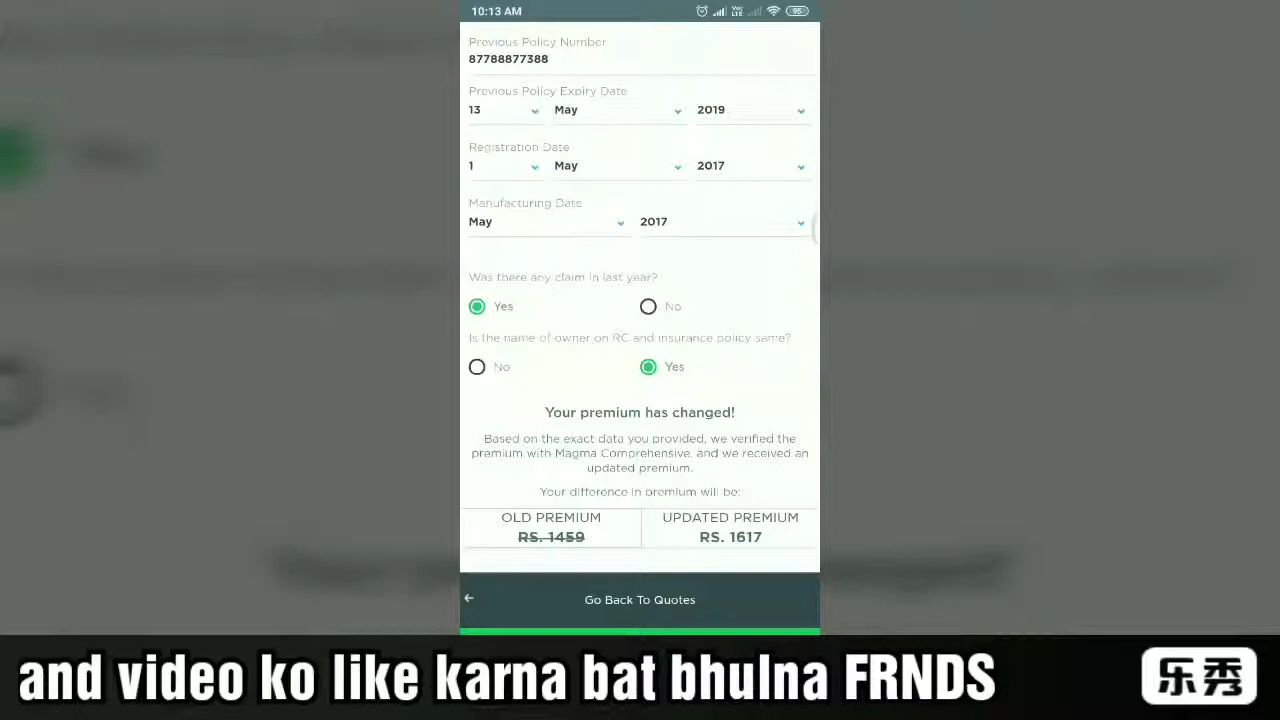 10:13 AM
Vo) LTE
95
Previous Policy Number
87788877388
Previous Policy Expiry Date
13 May 2019
Registration Date
1 May 2017
Manufacturing Date
May 2017
Was there any claim in last year?
Yes No
Is the name of owner on RC and insurance policy same?
No Yes
Your premium has changed!
Based on the exact data you provided, we verified the
premium with Magma Comprehensive. and we received an
updated premium.
Your difference in premium will be:
OLD PREMIUM UPDATED PREMIUM
RS. 1459 RS. 1617
Go Back To Quotes
and video ko like karna bat bhulna FRNDS
乐秀